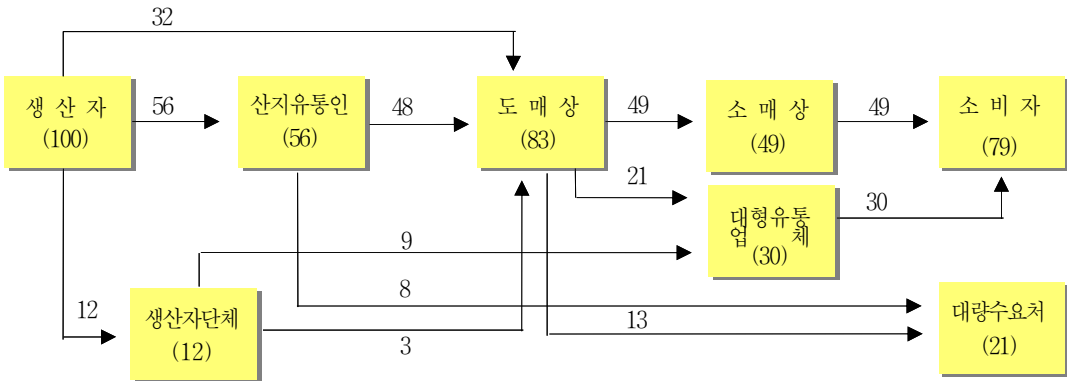 32
생 산 자
(100)
56
산지유통인
(56)
48
도 매 상
(83)
49
소 매 상
(49)
49
소 비 자
(79)
21
대형유통
업 체
(30)
30
9
12
생산자단체
(12)
8
3
13
대량수요처
(21)